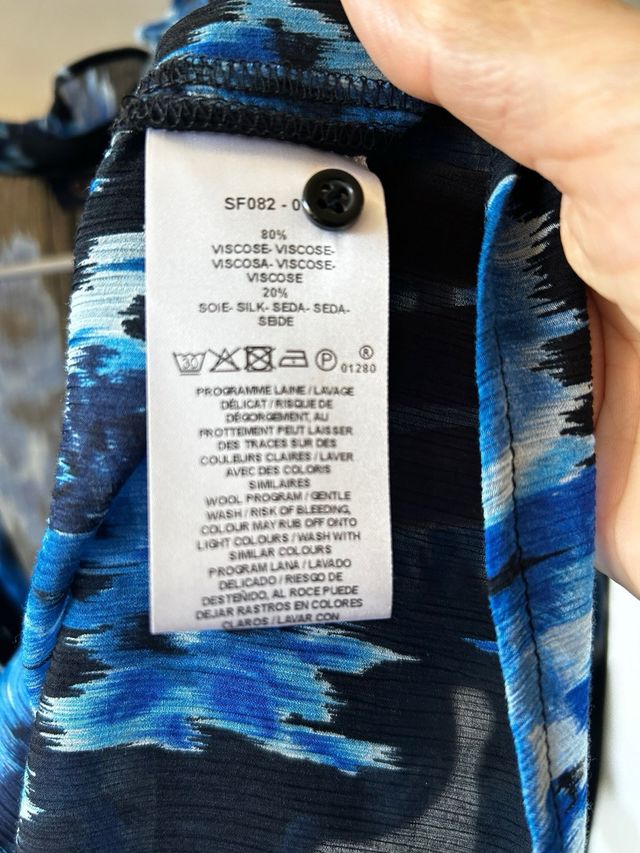 SF082 - 0
80%
VISCOSE- VISCOSE-
VISCOSA- VISCOSE-
VISCOSE
20%
SOIE- SILK- SEDA- SEDA-
SEIDE
30 P ® 01280
PROGRAMME LAINE / LAVAGE
DÉLICAT / RISQUE DE
DÉGORGEMENT, AU
FROTTEMENT PEUT LAISSER
DES TRACES SUR DES
COULEURS CLAIRES / LAVER
AVEC DES COLORIS
SIMILAIRES
WOOL PROGRAM / GENTLE
WASH / RISK OF BLEEDING,
COLOUR MAY RUB OFF ONTO
LIGHT COLOURS / WASH WITH
SIMILAR COLOURS
PROGRAM LANA / LAVADO
DELICADO / RIESGO DE
DESTEÑIDO, AL ROCE PUEDE
DEJAR RASTROS EN COLORES
CLAROS / LAVAR CON